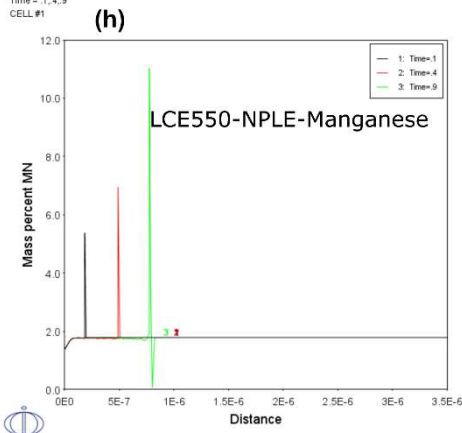 Time = .1,.4,.9
CELL #1
(h)
12.0
10.0
8.0
6.0
4.0
2.0
0.0
Mass percent MN
1: Time=.1
2: Time=.4
3: Time=.9
LCE550-NPLE-Manganese
3 2
0E0 5E-7 1E-6 1.5E-6 2E-6 2.5E-6 3E-6 3.5E-6
Distance